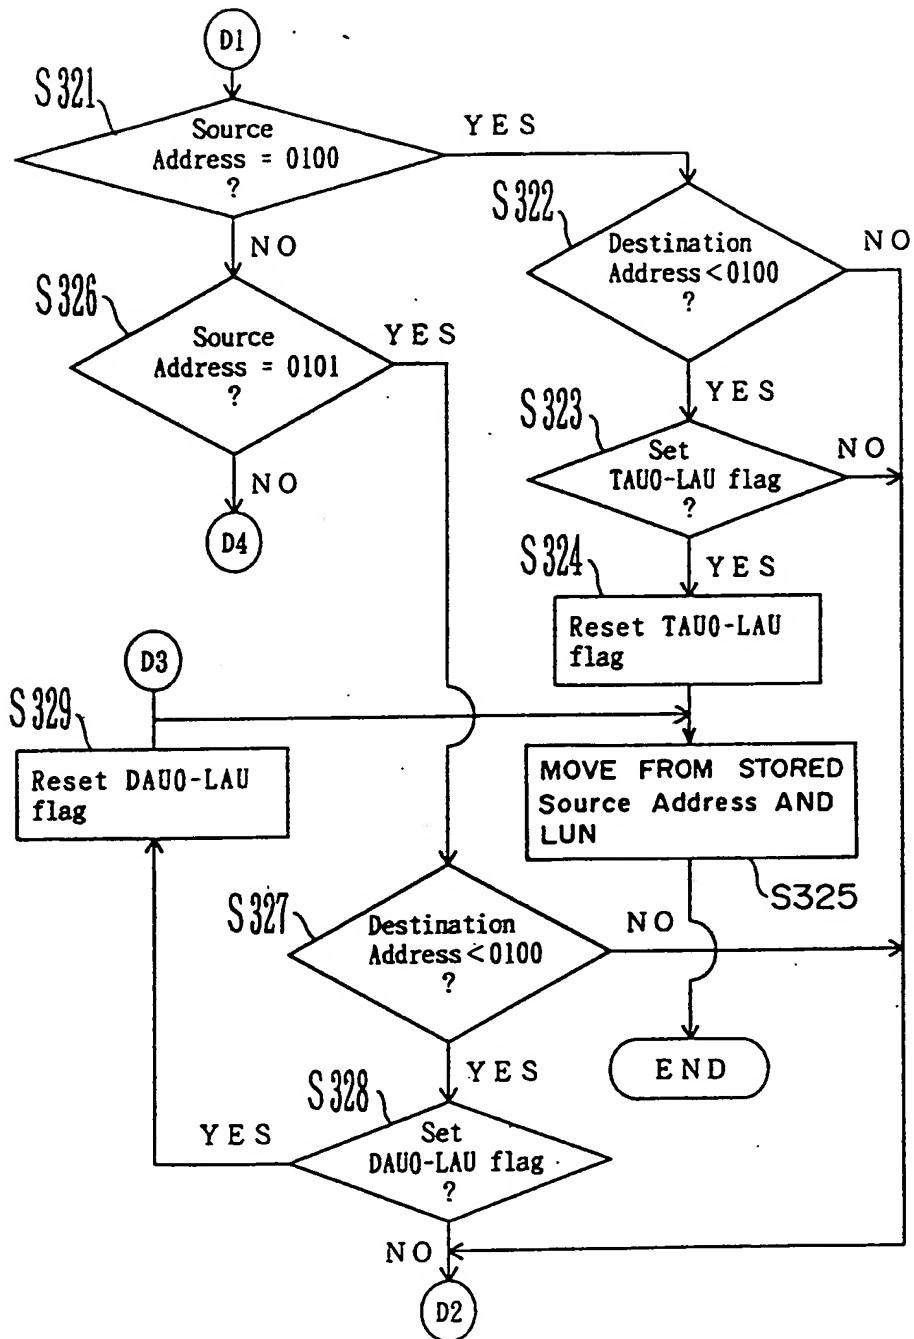 D1
S321
Source
Address = 0100
?
YES
NO
S322
Destination
Address<0100
?
NO
YES
S326
Source
Address = 0101
?
YES
NO
D4
S323
Set
TAU0-LAU flag
?
NO
YES
S324
Reset TAU0-LAU
flag
D3
S329
Reset DAU0-LAU
flag
MOVE FROM STORED
Source Address AND
LUN
S325
S327
Destination
Address<0100
?
NO
YES
END
S328
Set
DAU0-LAU flag
?
YES
NO
D2